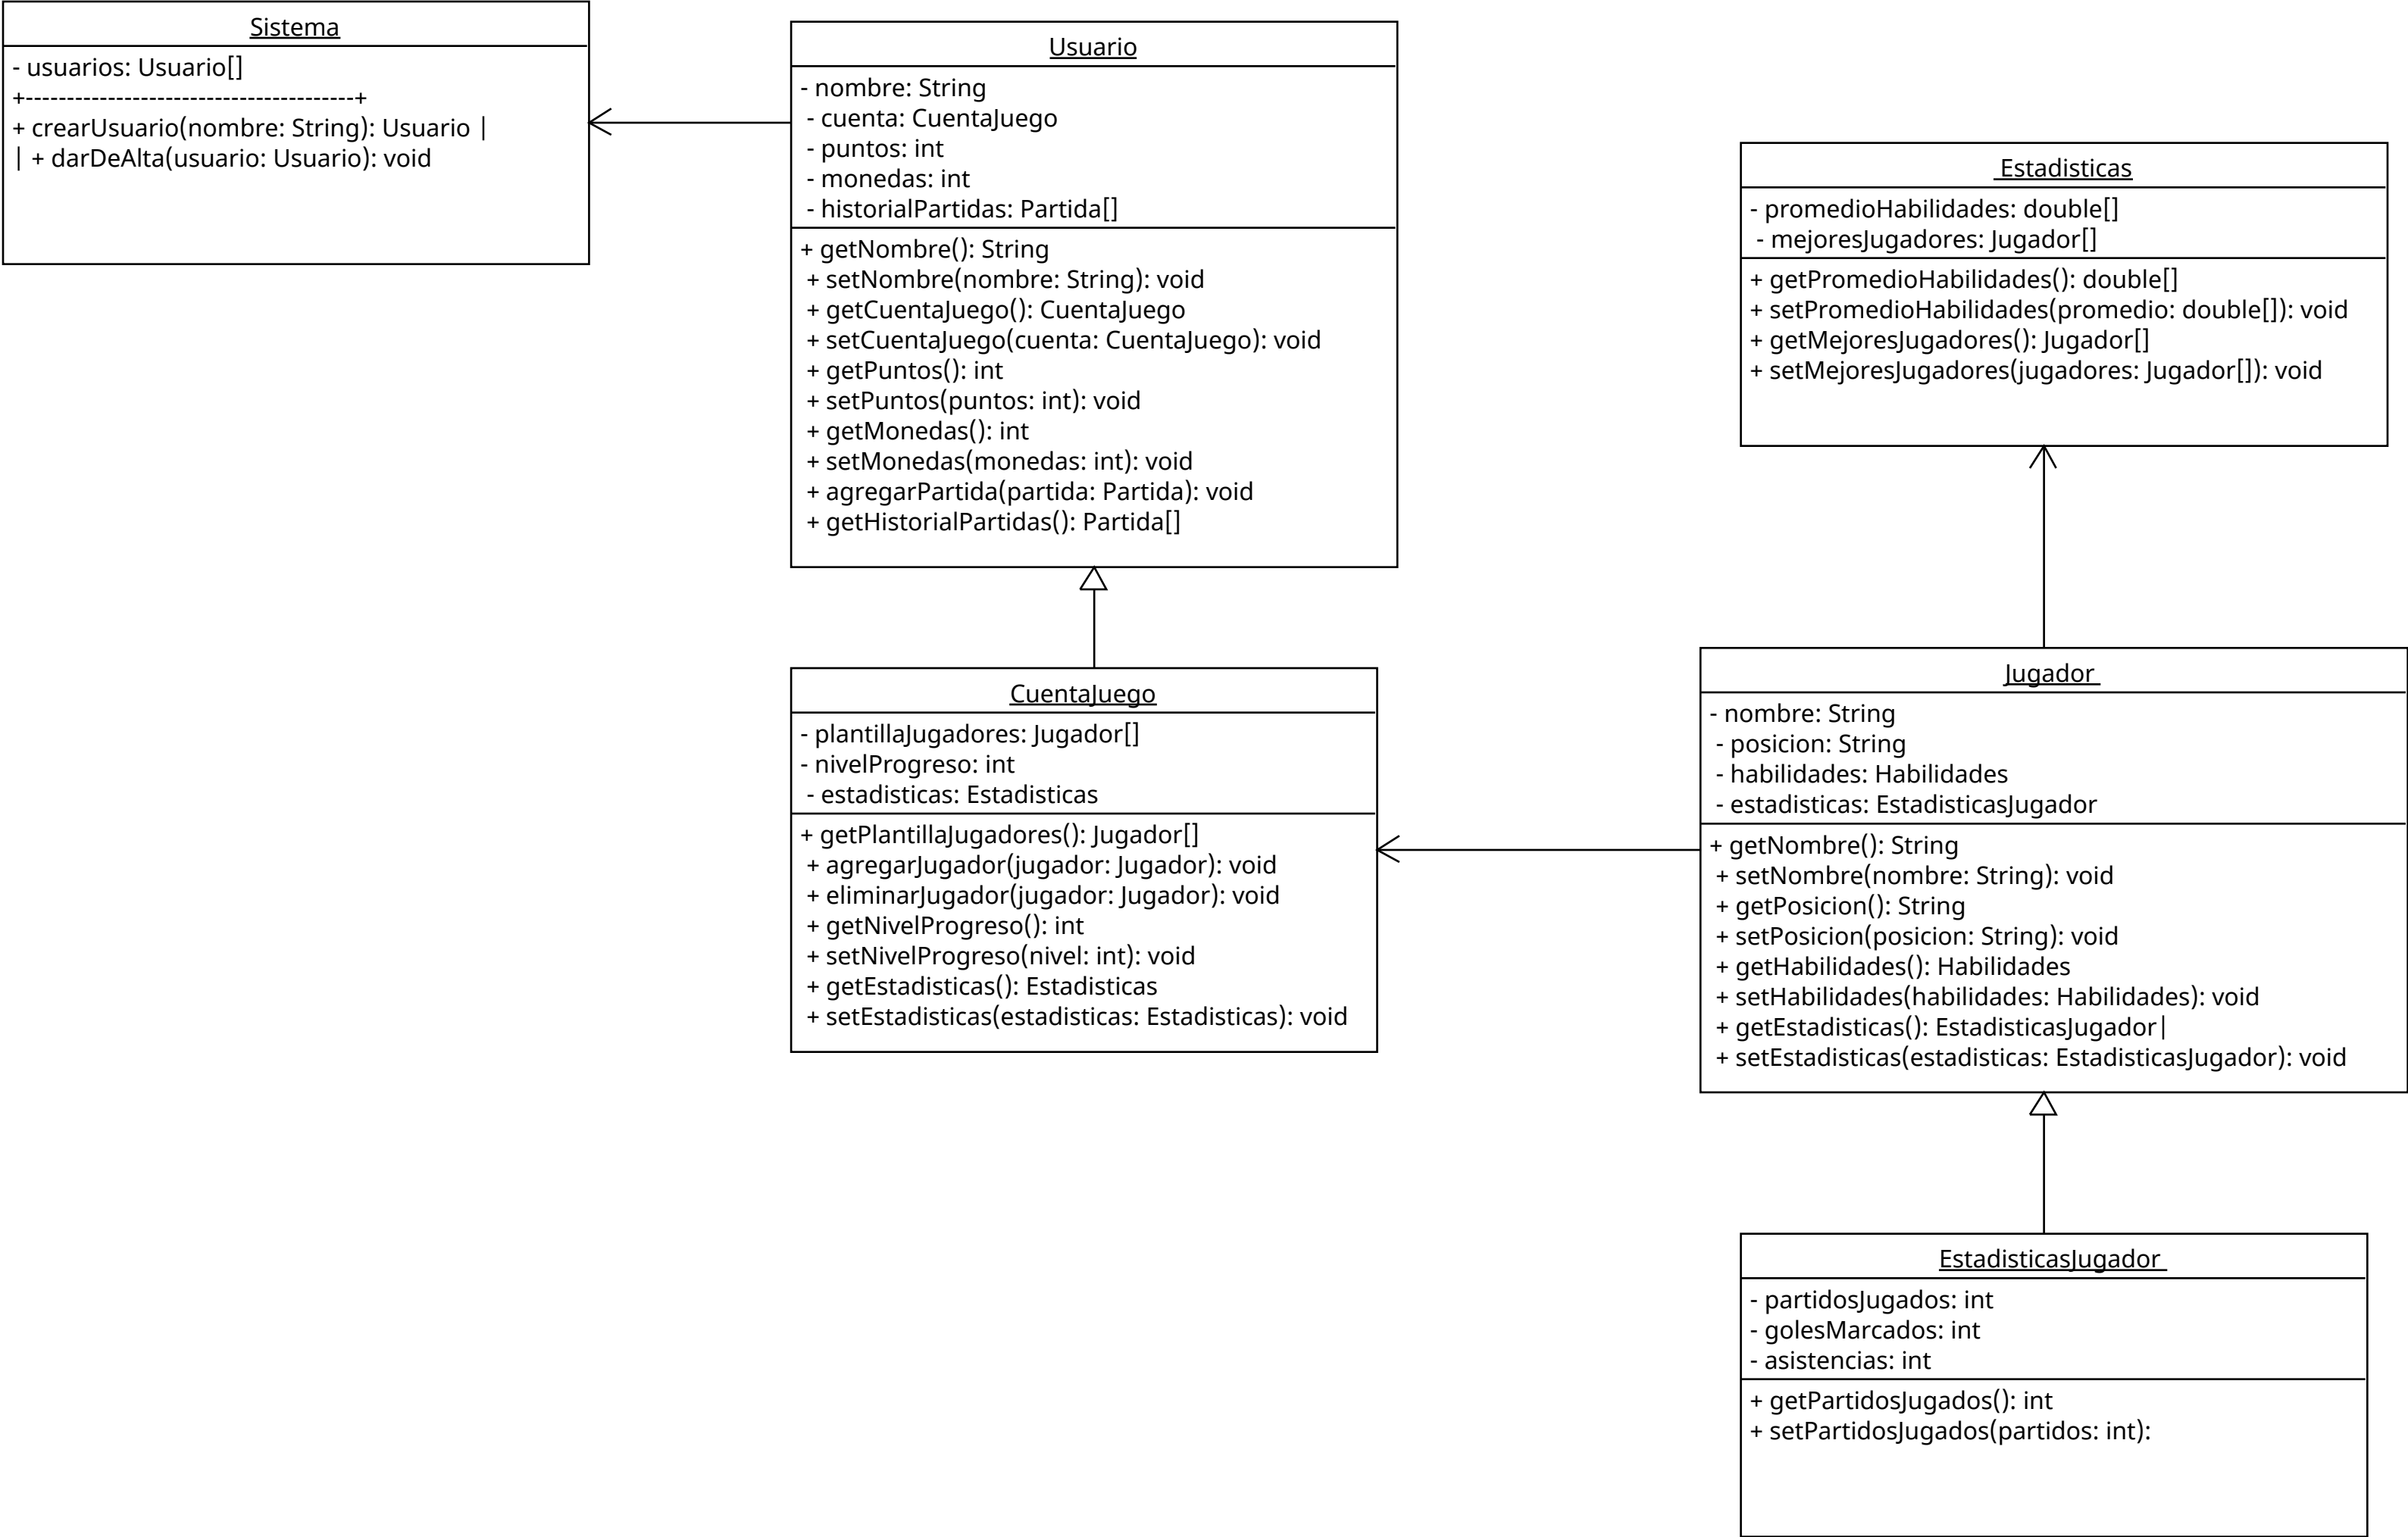 Sistema
- usuarios: Usuario[]
+----------------------------------------+
+ crearUsuario(nombre: String): Usuario |
| + darDeAlta(usuario: Usuario): void
Usuario
- nombre: String
- cuenta: CuentaJuego
- puntos: int
- monedas: int
- historialPartidas: Partida[]
+ getNombre(): String
+ setNombre(nombre: String): void
+ getCuentaJuego(): CuentaJuego
+ setCuentaJuego(cuenta: CuentaJuego): void
+ getPuntos(): int
+ setPuntos(puntos: int): void
+ getMonedas(): int
+ setMonedas(monedas: int): void
+ agregarPartida(partida: Partida): void
+ getHistorialPartidas(): Partida[]
Estadisticas
- promedioHabilidades: double[]
- mejoresJugadores: Jugador[]
+ getPromedioHabilidades(): double[]
+ setPromedioHabilidades(promedio: double[]): void
+ getMejoresJugadores(): Jugador[]
+ setMejoresJugadores(jugadores: Jugador[]): void
CuentaJuego
- plantillaJugadores: Jugador[]
- nivelProgreso: int
- estadisticas: Estadisticas
+ getPlantillaJugadores(): Jugador[]
+ agregarJugador(jugador: Jugador): void
+ eliminarJugador(jugador: Jugador): void
+ getNivelProgreso(): int
+ setNivelProgreso(nivel: int): void
+ getEstadisticas(): Estadisticas
+ setEstadisticas(estadisticas: Estadisticas): void
Jugador
- nombre: String
- posicion: String
- habilidades: Habilidades
- estadisticas: EstadisticasJugador
+ getNombre(): String
+ setNombre(nombre: String): void
+ getPosicion(): String
+ setPosicion(posicion: String): void
+ getHabilidades(): Habilidades
+ setHabilidades(habilidades: Habilidades): void
+ getEstadisticas(): EstadisticasJugador|
+ setEstadisticas(estadisticas: EstadisticasJugador): void
EstadisticasJugador
- partidosJugados: int
- golesMarcados: int
- asistencias: int
+ getPartidosJugados(): int
+ setPartidosJugados(partidos: int):